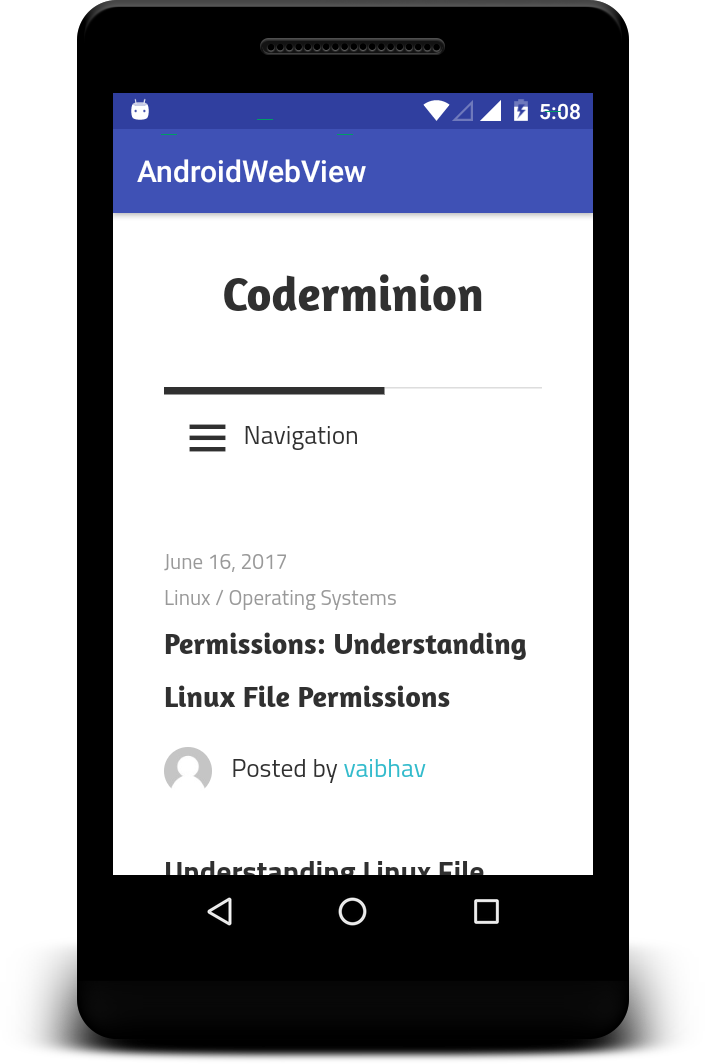 5:08
AndroidWebView
Coderminion
Navigation
June 16, 2017
Linux / Operating Systems
Permissions: Understanding
Linux File Permissions
Posted by vaibhav
Understanding Linux File